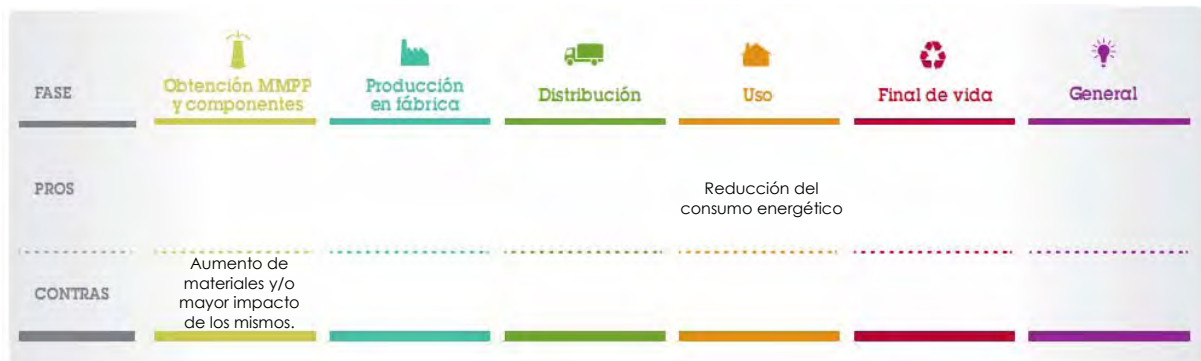 FASE
Obtención MMPP
y componentes
Producción
en fábrica
Distribución
Uso
Final de vida
General
PROS
Reducción del
consumo energético
CONTRAS
Aumento de
materiales y/o
mayor impacto
de los mismos.